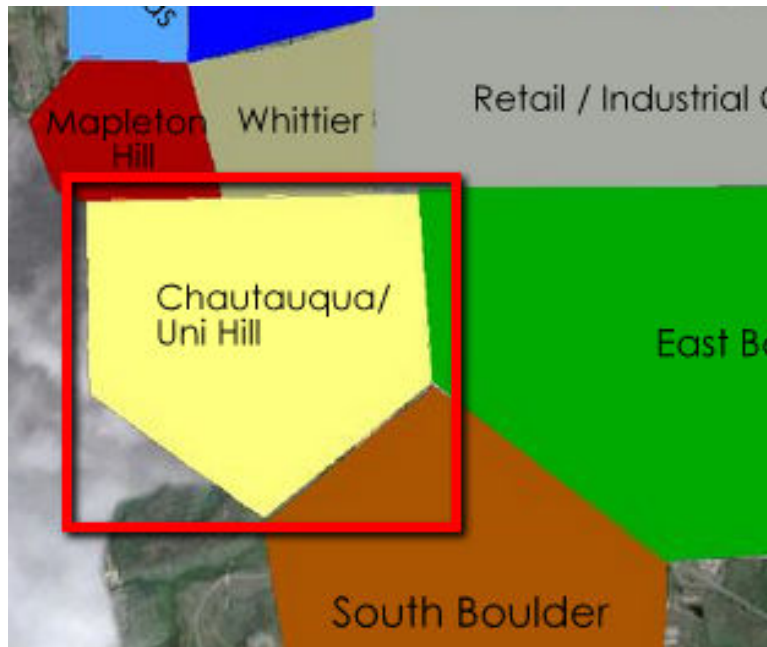 Mapleton
Hill
Whittier
Retail / Industrial
Chautauqua/
Uni Hill
East
South Boulder